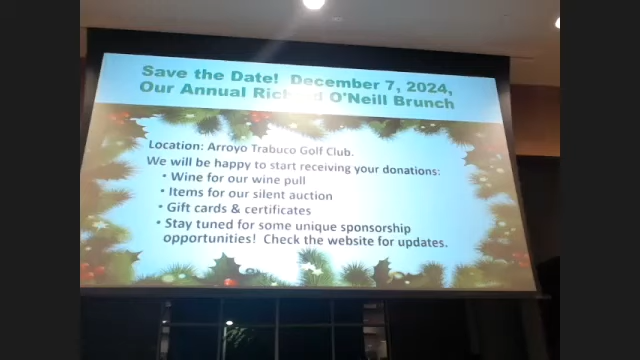 Save the Date! December 7, 2024,
Our Annual O'Neill Brunch
Location: Arroyo Trabuco Golf Club.
We will be happy to start receiving your donations:
• Wine for our wine pull
• Items for our silent auction
• Gift cards & certificates
• Stay tuned for some unique sponsorship
opportunities! Check the website for updates.